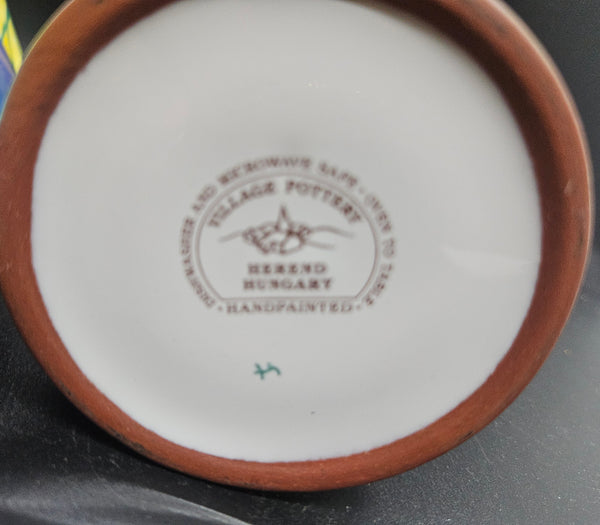 DISHWASHER AND MICROWAVE SAFE · OVEN TO TABLE
VILLAGE POTTERY
HEREND
HUNGARY
· HANDPAINTED ·